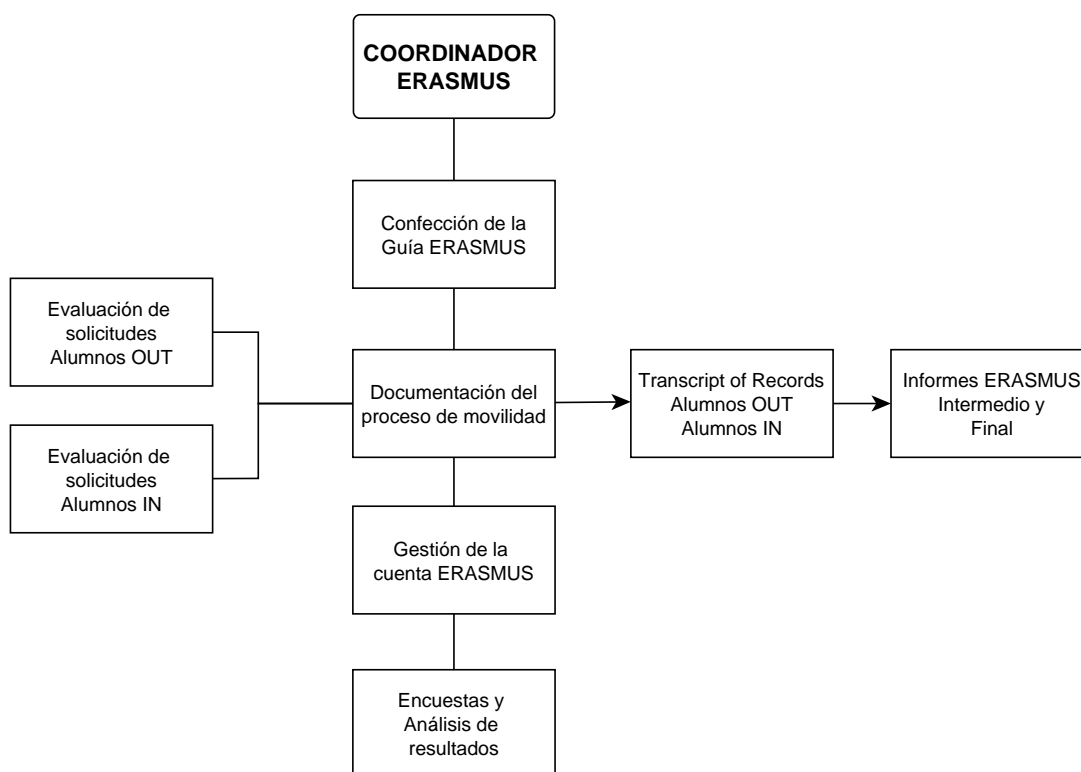 COORDINADOR
ERASMUS
Confección de la
Guía ERASMUS
Evaluación de
solicitudes
Alumnos OUT
Evaluación de
solicitudes
Alumnos IN
Documentación del
proceso de movilidad
Transcript of Records
Alumnos OUT
Alumnos IN
Informes ERASMUS
Intermedio y
Final
Gestión de la
cuenta ERASMUS
Encuestas y
Análisis de
resultados